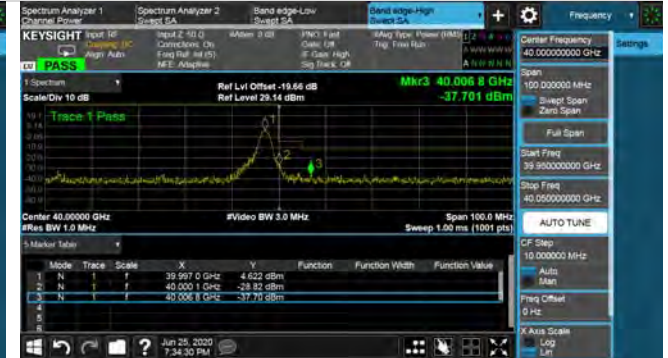 Spectrum Analyzer 1
Channel Power
Spectrum Analyzer 2
Swept SA
Band edge-Low
Swept SA
Band edge-High
Swept SA
Frequency
KEYSIGHT
Input: RF
Coupling: DC
Align: Auto
Input Z: 50 Ω
Corrections: On
Freq Ref: Int (S)
NFE: Adaptive
#Atten: 0 dB
PNO: Fast
Gate: Off
IF Gain: High
Sig Track: Off
#Avg Type: Power (RMS)
Trig: Free Run
LXI
PASS
1 Spectrum
Scale/Div 10 dB
Ref Lvl Offset -19.66 dB
Ref Level 29.14 dBm
Mkr3 40.006 8 GHz
-37.701 dBm
Trace 1 Pass
1
2
3
Center 40.00000 GHz
#Res BW 1.0 MHz
#Video BW 3.0 MHz
Span 100.0 MHz
Sweep 1.00 ms (1001 pts)
5 Marker Table
Mode Trace Scale X Y Function Function Width Function Value
1 N 1 f 39.997 0 GHz 4.622 dBm
2 N 1 f 40.000 1 GHz -28.82 dBm
3 N 1 f 40.006 8 GHz -37.70 dBm
4
5
6
Jun 25, 2020
7:34:30 PM
Center Frequency
40.000000000 GHz
Settings
Span
100.000000 MHz
Swept Span
Zero Span
Full Span
Start Freq
39.950000000 GHz
Stop Freq
40.050000000 GHz
AUTO TUNE
CF Step
10.000000 MHz
Auto
Man
Freq Offset
0 Hz
X Axis Scale
Log
Lin